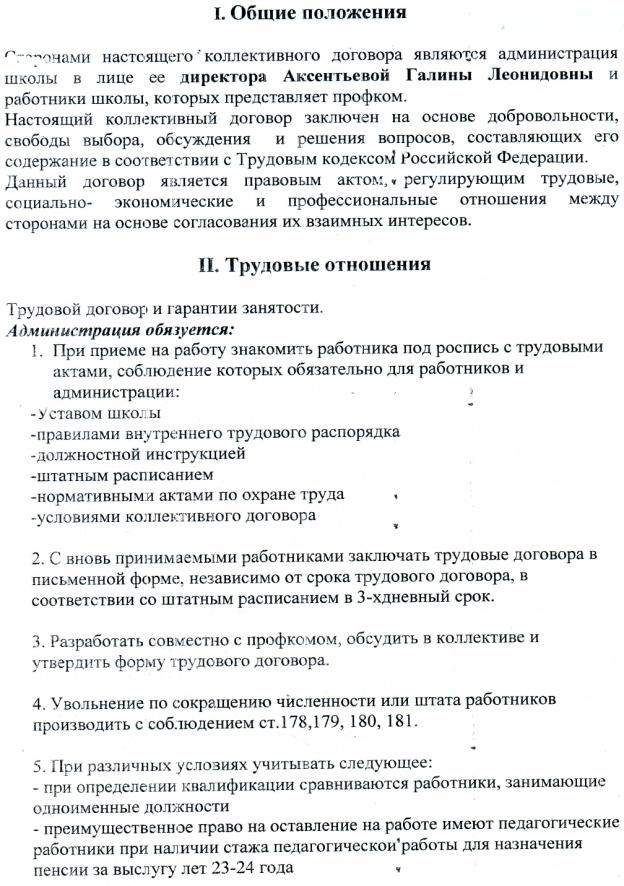 I. Общие положения
Сторонами настоящего коллективного договора являются администрация
школы в лице ее директора Аксентьевой Галины Леонидовны и
работники школы, которых представляет профком.
Настоящий коллективный договор заключен на основе добровольности,
свободы выбора, обсуждения и решения вопросов, составляющих его
содержание в соответствии с Трудовым кодексом Российской Федерации.
Данный договор является правовым актом, регулирующим трудовые,
социально- экономические и профессиональные отношения между
сторонами на основе согласования их взаимных интересов.
II. Трудовые отношения
Трудовой договор и гарантии занятости.
Администрация обязуется:
1. При приеме на работу знакомить работника под роспись с трудовыми
актами, соблюдение которых обязательно для работников и
администрации:
-Уставом школы
-правилами внутреннего трудового распорядка
-должностной инструкцией
-штатным расписанием
-нормативными актами по охране труда
-условиями коллективного договора
2. С вновь принимаемыми работниками заключать трудовые договора в
письменной форме, независимо от срока трудового договора, в
соответствии со штатным расписанием в 3-хдневный срок.
3. Разработать совместно с профкомом, обсудить в коллективе и
утвердить форму трудового договора.
4. Увольнение по сокращению численности или штата работников
производить с соблюдением ст.178,179, 180, 181.
5. При различных условиях учитывать следующее:
- при определении квалификации сравниваются работники, занимающие
одноименные должности
- преимущественное право на оставление на работе имеют педагогические
работники при наличии стажа педагогической работы для назначения
пенсии за выслугу лет 23-24 года